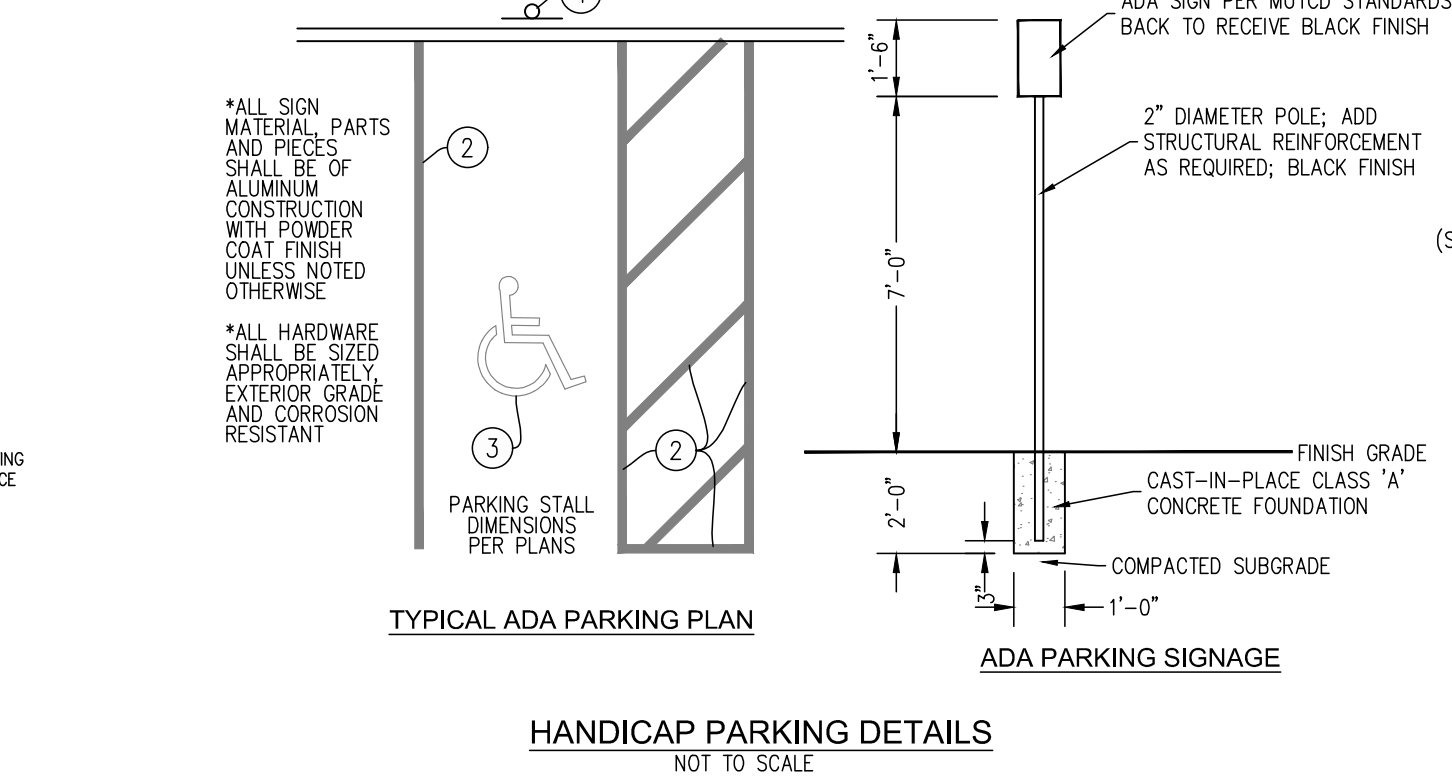 1
ADA SIGN PER MUTCD STANDARDS
BACK TO RECEIVE BLACK FINISH
1'-6"
*ALL SIGN
MATERIAL, PARTS
AND PIECES
SHALL BE OF
ALUMINUM
CONSTRUCTION
WITH POWDER
COAT FINISH
UNLESS NOTED
OTHERWISE
*ALL HARDWARE
SHALL BE SIZED
APPROPRIATELY,
EXTERIOR GRADE
AND CORROSION
RESISTANT
2
3
2
PARKING STALL
DIMENSIONS
PER PLANS
TYPICAL ADA PARKING PLAN
2" DIAMETER POLE; ADD
STRUCTURAL REINFORCEMENT
AS REQUIRED; BLACK FINISH
7'-0"
(S
FINISH GRADE
CAST-IN-PLACE CLASS 'A'
CONCRETE FOUNDATION
2'-0"
COMPACTED SUBGRADE
3"
1'-0"
ADA PARKING SIGNAGE
ING
CE
HANDICAP PARKING DETAILS
NOT TO SCALE